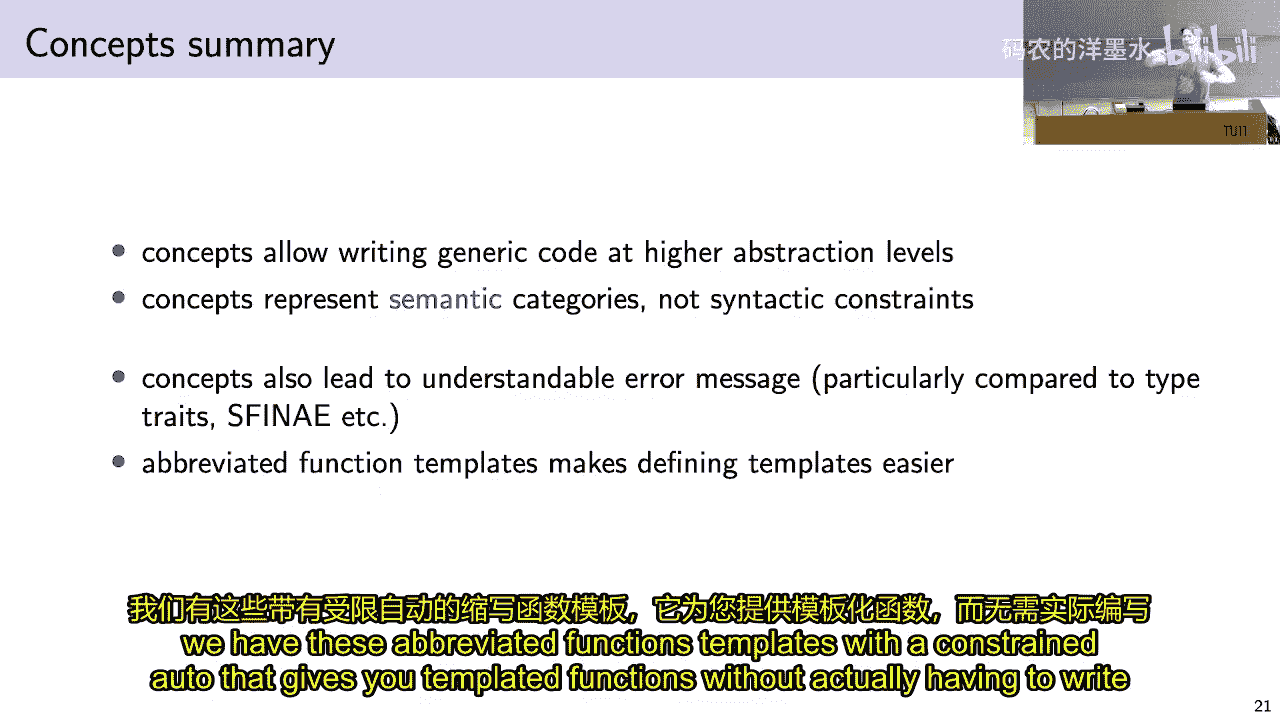 Concepts summary
码农的洋墨水 bilibili
TUM
concepts allow writing generic code at higher abstraction levels
concepts represent semantic categories, not syntactic constraints
concepts also lead to understandable error message (particularly compared to type
traits, SFINAE etc.)
abbreviated function templates makes defining templates easier
我们有这些带有受限自动的缩写函数模板，它为您提供模板化函数，而无需实际编写
we have these abbreviated functions templates with a constrained
auto that gives you templated functions without actually having to write
21